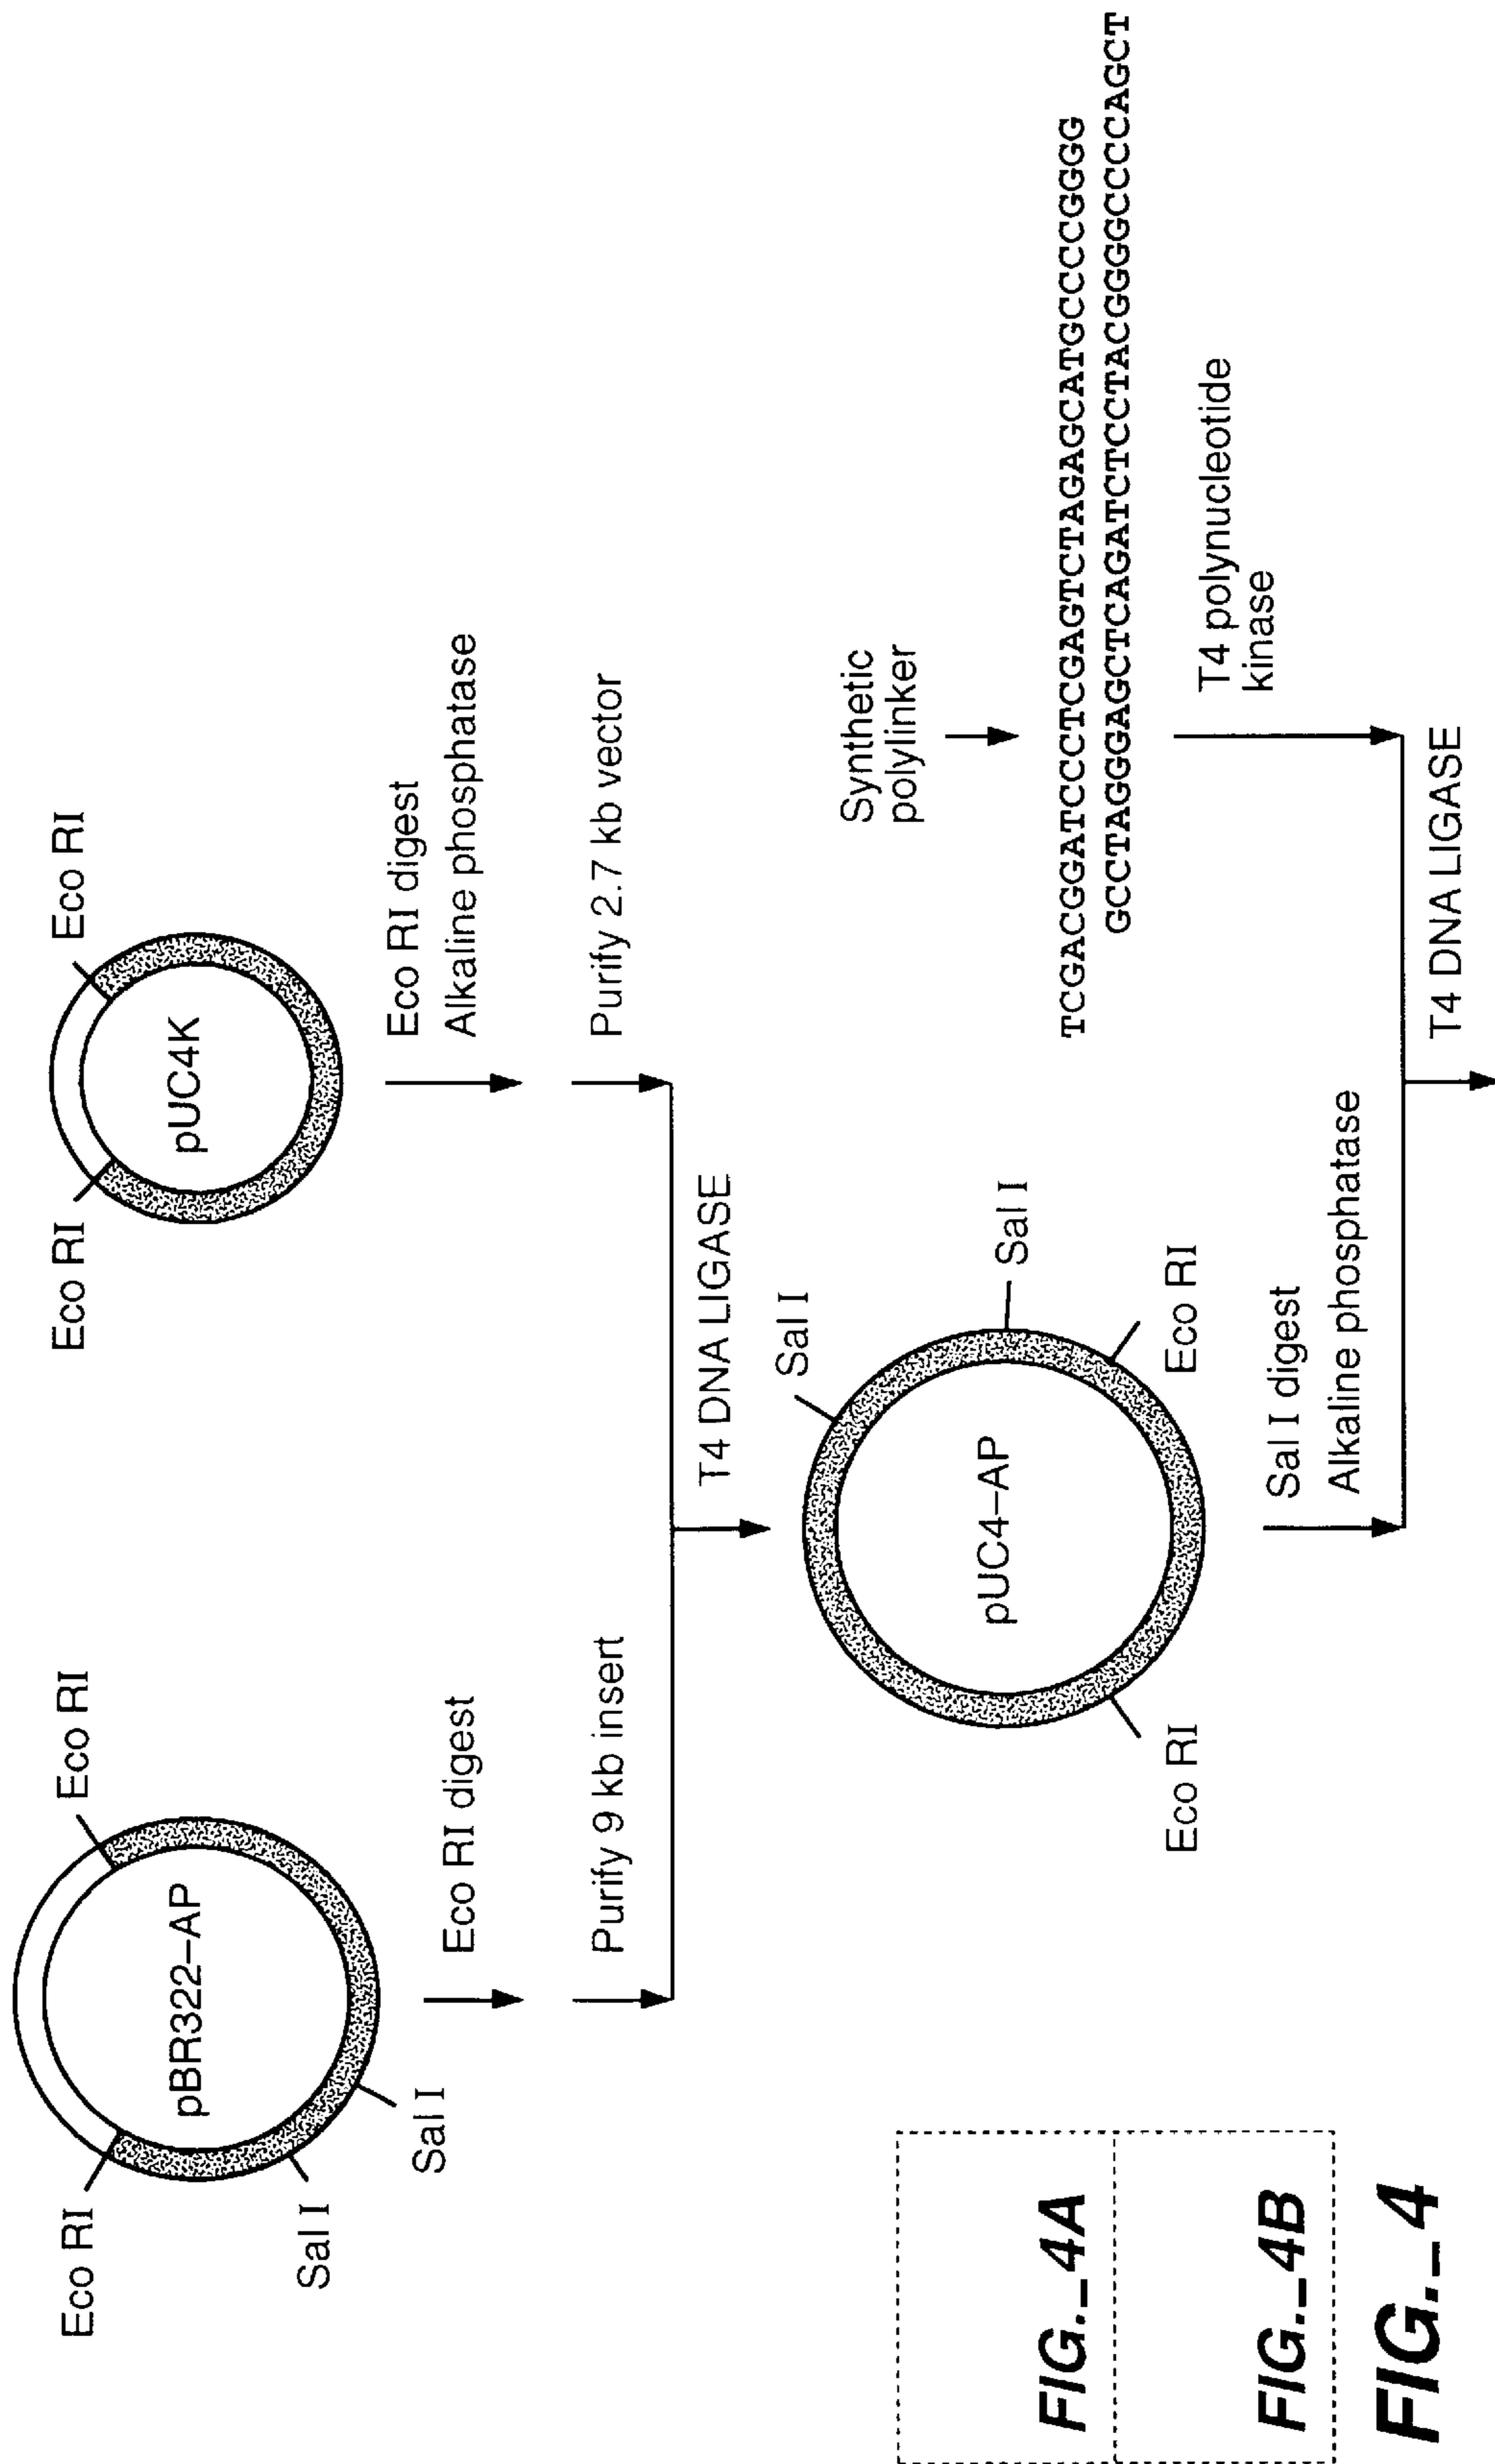 Eco RI
Eco RI
pBR322–AP
Sal I
Sal I
Eco RI digest
Purify 9 kb insert
Eco RI
Eco RI
pUC4K
Eco RI digest
Alkaline phosphatase
Purify 2.7 kb vector
T4 DNA LIGASE
Sal I
Sal I
pUC4–AP
Eco RI
Eco RI
Sal I digest
Alkaline phosphatase
Synthetic
polylinker
TCGACGGATCCCTCGAGTCTAGAGCATGCCCCGGGG
GCCTAGGGAGCTCAGATCTCCTACGGGGCCCCAGCT
T4 polynucleotide
kinase
T4 DNA LIGASE
FIG._4A
FIG._4B
FIG._4